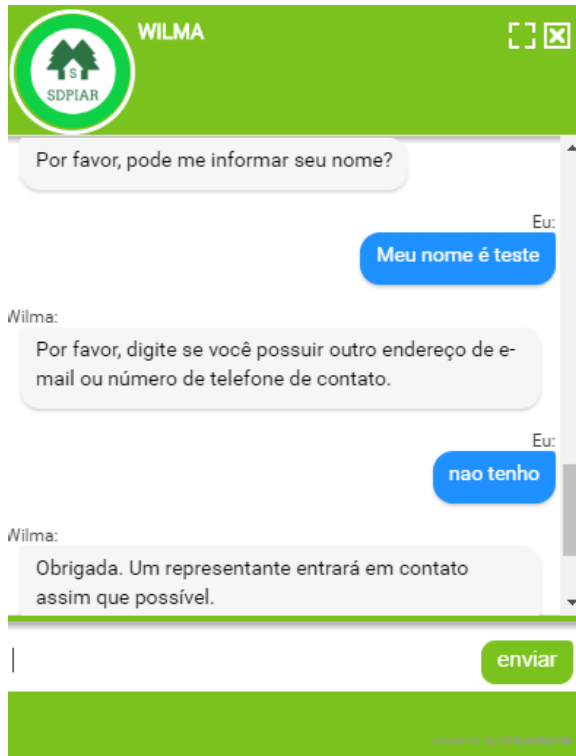 WILMA
S
SDPIAR
Por favor, pode me informar seu nome?
Eu:
Meu nome é teste
Wilma:
Por favor, digite se você possuir outro endereço de e-
mail ou número de telefone de contato.
Eu:
nao tenho
Wilma:
Obrigada. Um representante entrará em contato
assim que possível.
enviar
powered by